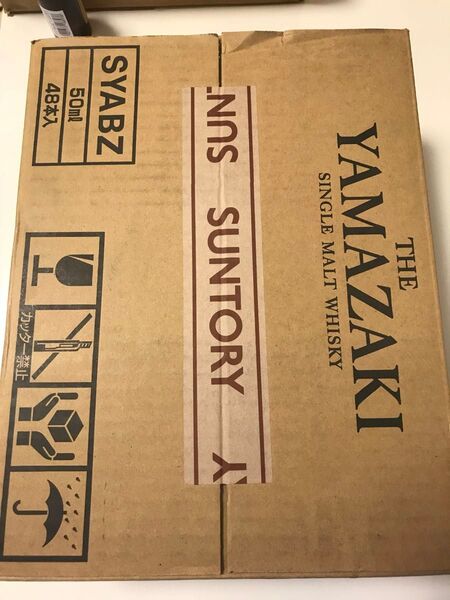 THE
YAMAZAKI
SINGLE MALT WHISKY
SUN
SUNTORY
Y
SYABZ
50ml
48本入
カッター禁止